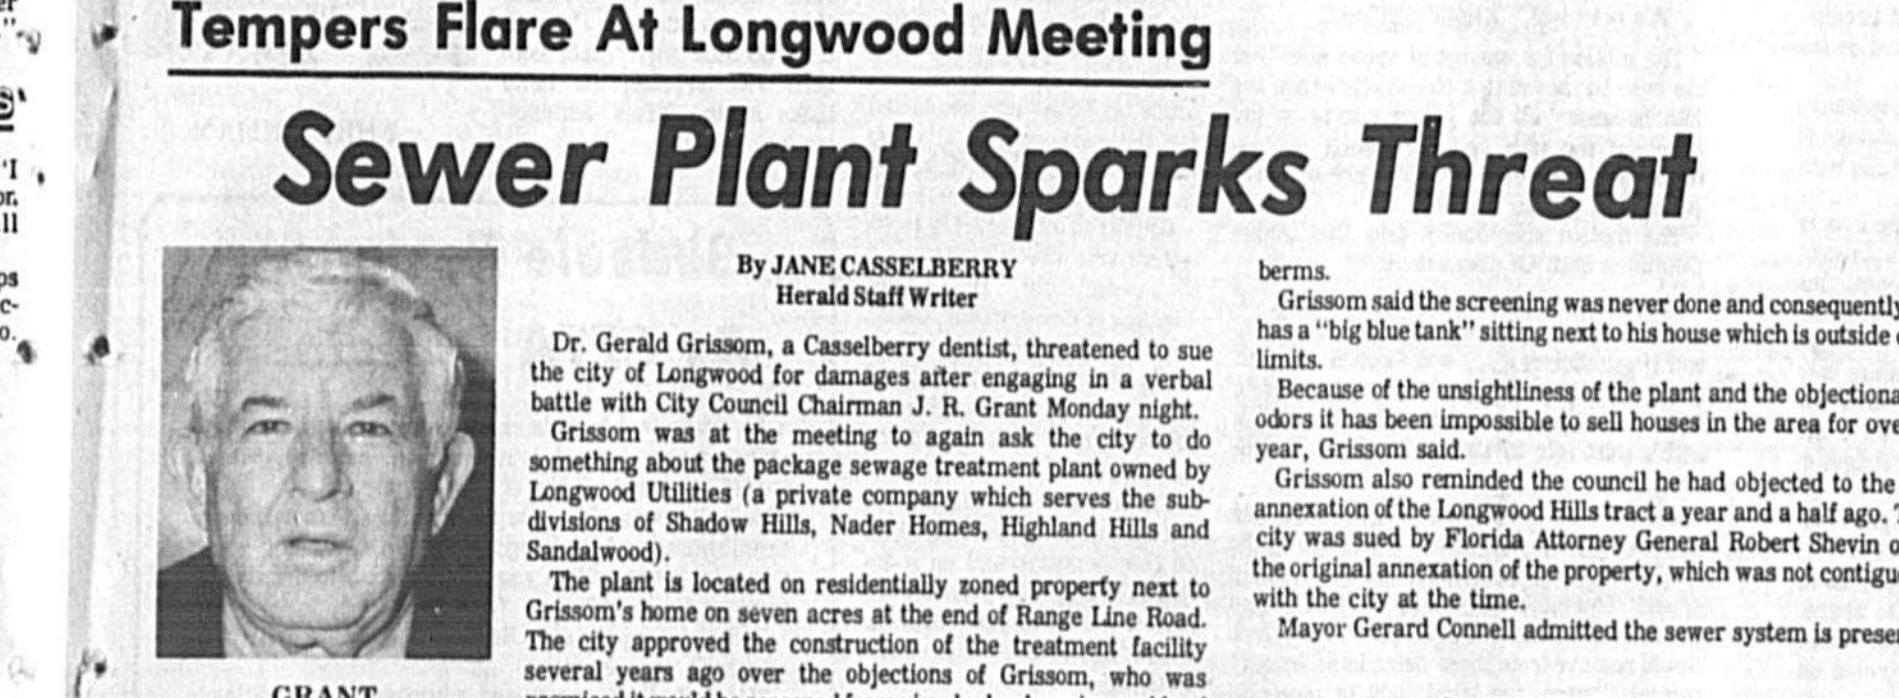 Tempers Flare At Longwood Meeting
Sewer Plant Sparks Threat
GRANT
By JANE CASSELBERRY
Herald Staff Writer
Dr. Gerald Grissom, a Casselberry dentist, threatened to sue
the city of Longwood for damages after engaging in a verbal
battle with City Council Chairman J. R. Grant Monday night.
Grissom was at the meeting to again ask the city to do
something about the package sewage treatment plant owned by
Longwood Utilities (a private company which serves the sub-
divisions of Shadow Hills, Nader Homes, Highland Hills and
Sandalwood).
The plant is located on residentially zoned property next to
Grissom's home on seven acres at the end of Range Line Road.
The city approved the construction of the treatment facility
several years ago over the objections of Grissom, who was
berms.
Grissom said the screening was never done and consequently
has a "big blue tank" sitting next to his house which is outside
limits.
Because of the unsightliness of the plant and the
odors it has been impossible to sell houses in the area for
year, Grissom said.
Grissom also reminded the council he had objected to the
annexation of the Longwood Hills tract a year and a half ago.
city was sued by Florida Attorney General Robert Shevin
the original annexation of the property, which was not
with the city at the time.
Mayor Gerard Connell admitted the sewer system is